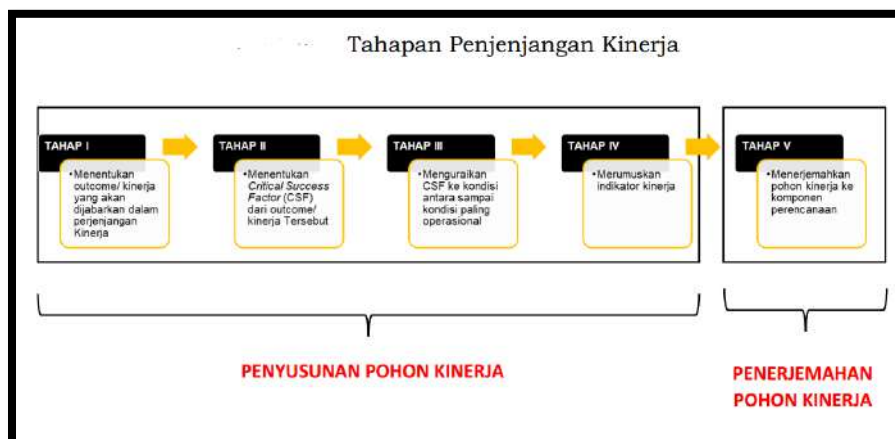 Tahapan Penjenjangan Kinerja
TAHAP I
•Menentukan
outcome/ kinerja
yang akan
dijabarkan dalam
perjenjangan
Kinerja
TAHAP II
•Menentukan
Critical Success
Factor (CSF)
dari outcome/
kinerja Tersebut
TAHAP III
•Menguraikan
CSF ke kondisi
antara sampai
kondisi paling
operasional
TAHAP IV
•Merumuskan
indikator kinerja
TAHAP V
•Menerjemahkan
pohon kinerja ke
komponen
perencanaan
PENYUSUNAN POHON KINERJA
PENERJEMAHAN
POHON KINERJA